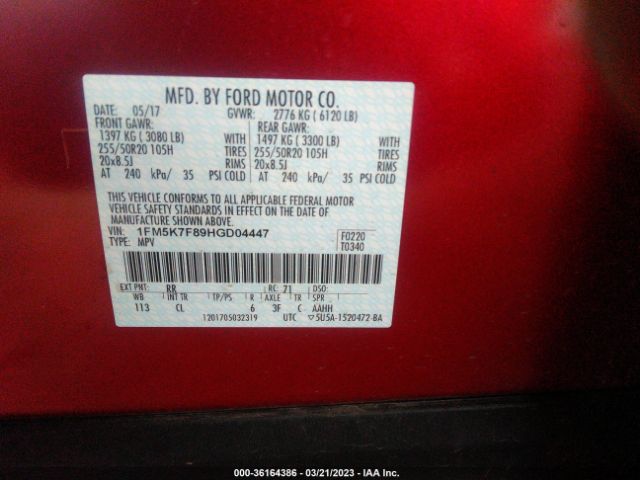 MFD. BY FORD MOTOR CO.
DATE: 05/17 GVWR: 2776 KG ( 6120 LB)
FRONT GAWR: REAR GAWR:
1397 KG ( 3080 LB) WITH 1497 KG ( 3300 LB) WITH
255/50R20 105H TIRES 255/50R20 105H TIRES
20x8.5J RIMS 20x8.5J RIMS
AT 240 kPa/ 35 PSI COLD AT 240 kPa/ 35 PSI COLD
THIS VEHICLE CONFORMS TO ALL APPLICABLE FEDERAL MOTOR
VEHICLE SAFETY STANDARDS IN EFFECT ON THE DATE OF
MANUFACTURE SHOWN ABOVE.
VIN: 1FM5K7F89HGD04447 F0220
TYPE: MPV T0340
EXT PNT: RR RC: 71 DSO:
WB INT TR TP/PS R AXLE TR SPR
113 CL 6 3F C AAHH
1201705032319 UTC ▽5U5A-1520472-BA
000-36164386 - 03/21/2023 - IAA Inc.